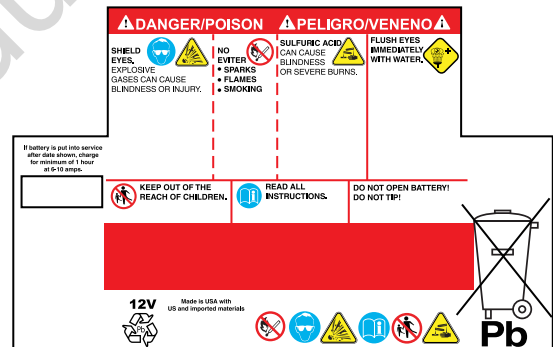 DANGER/POISON
PELIGRO/VENENO
SHIELD
EYES.
EXPLOSIVE
GASES CAN CAUSE
BLINDNESS OR INJURY.
NO
EVITER
• SPARKS
• FLAMES
• SMOKING
SULFURIC ACID
CAN CAUSE
BLINDNESS
OR SEVERE BURNS.
FLUSH EYES
IMMEDIATELY
WITH WATER.
If battery is put into service
after date shown, charge
for minimum of 1 hour
at 6-10 amps.
KEEP OUT OF THE
REACH OF CHILDREN.
READ ALL
INSTRUCTIONS.
DO NOT OPEN BATTERY!
DO NOT TIP!
12V
Pb
Made is USA with
US and imported materials
Pb